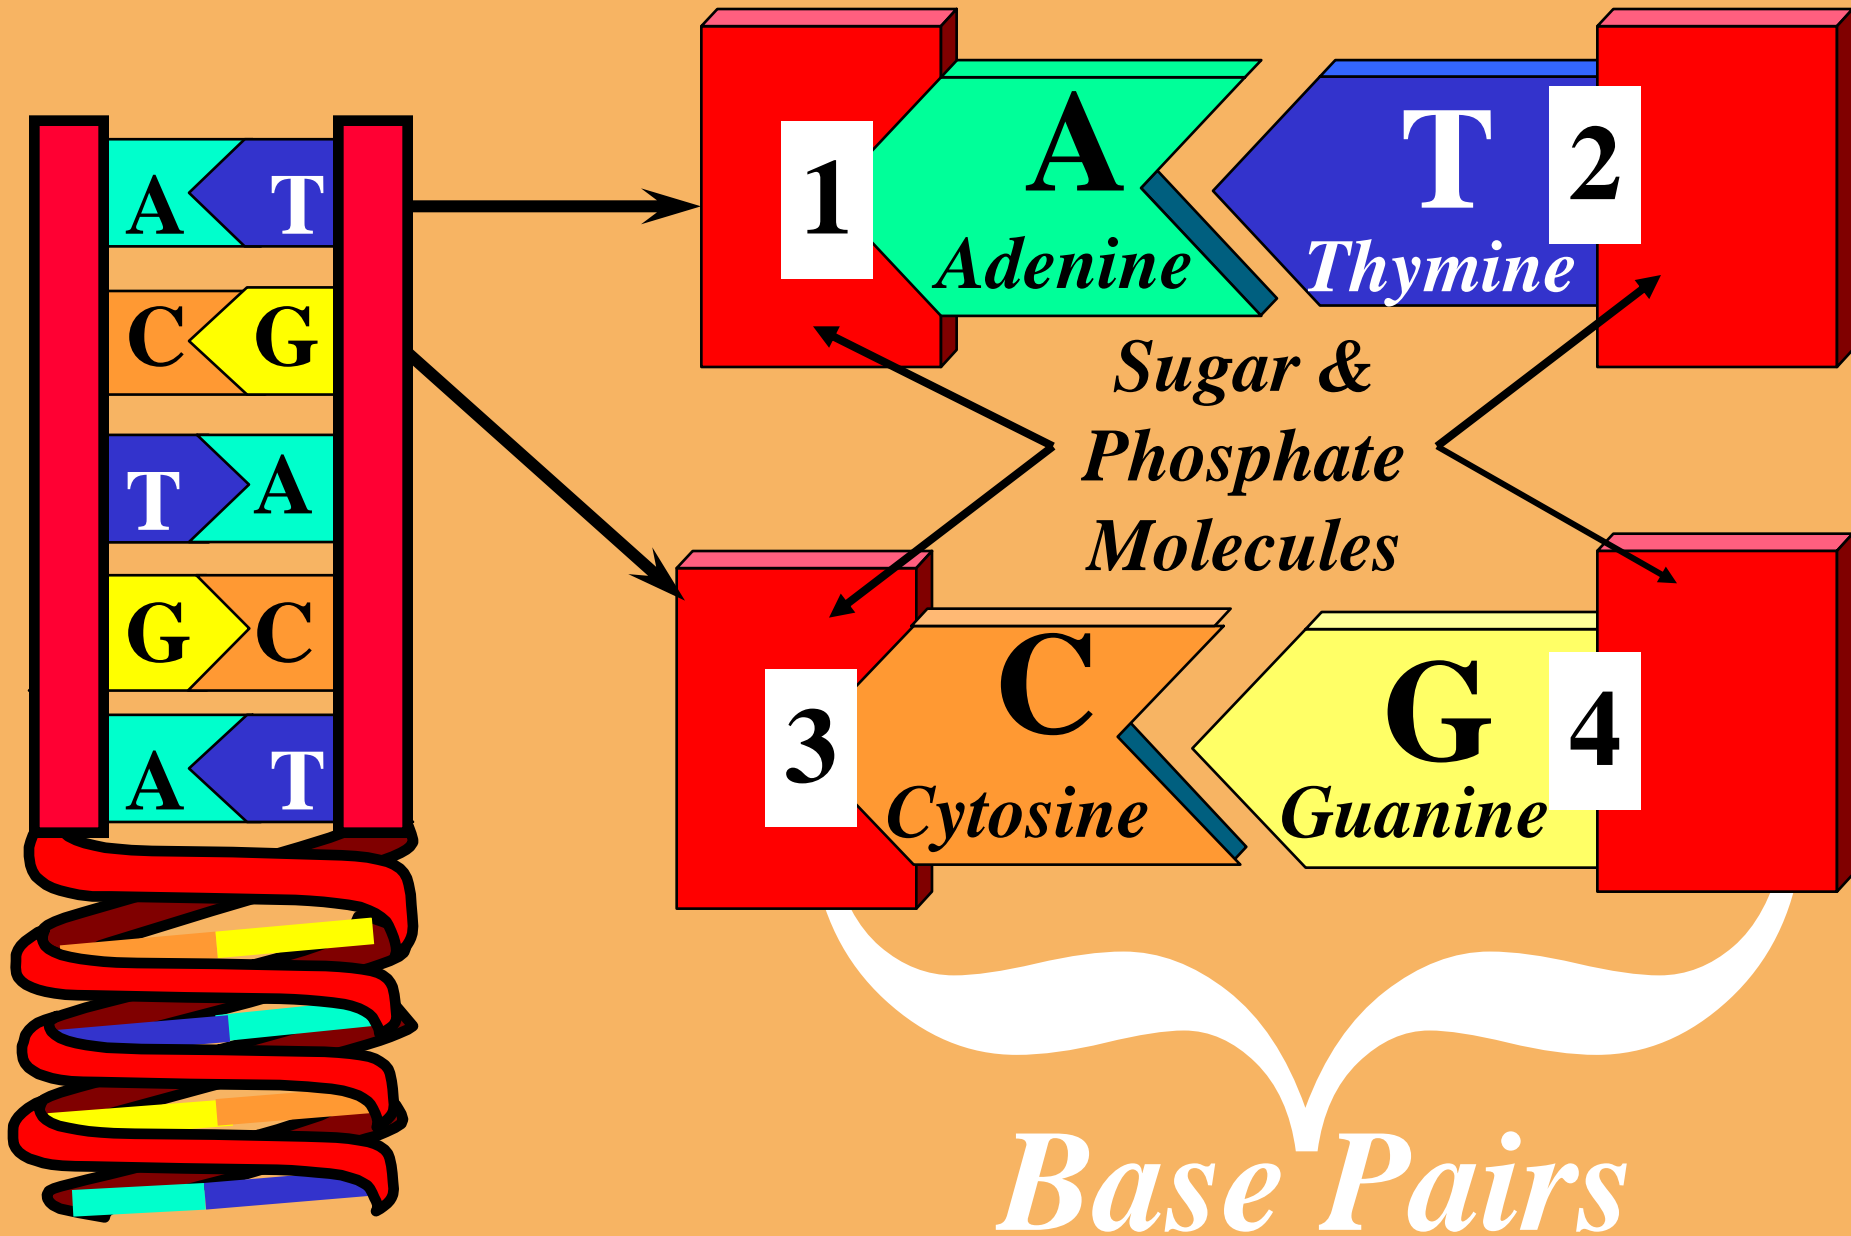 A T
C G
T A
G C
A T
1 A T 2
Adenine Thymine
Sugar &
Phosphate
Molecules
3 C G 4
Cytosine Guanine
Base Pairs